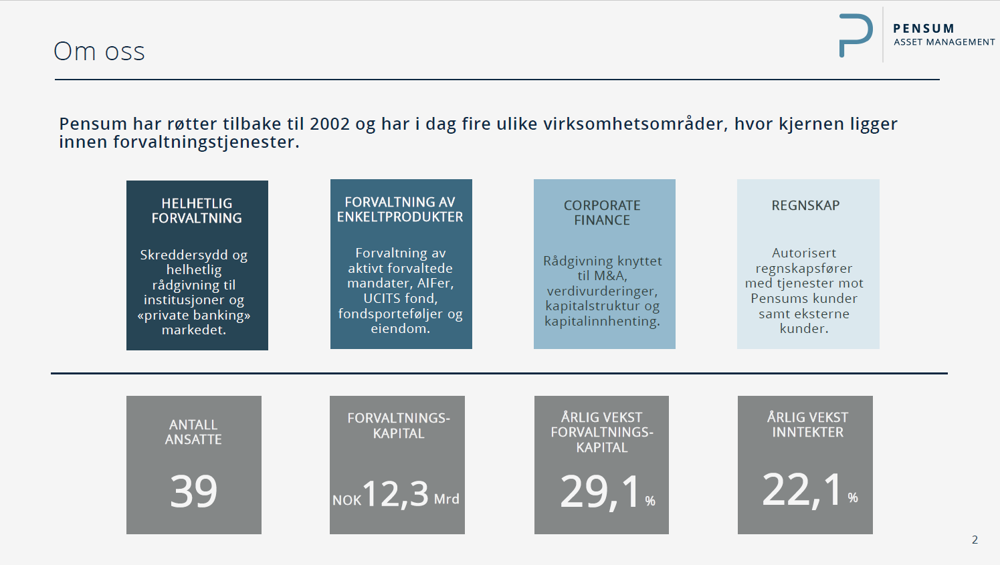 PENSUM
ASSET MANAGEMENT
Om oss
Pensum har røtter tilbake til 2002 og har i dag fire ulike virksomhetsområder, hvor kjernen ligger
innen forvaltningstjenester.
HELHETLIG
FORVALTNING
Skreddersydd og
helhetlig
rådgivning til
institusjoner og
«private banking»
markedet.
FORVALTNING AV
ENKELTPRODUKTER
Forvaltning av
aktivt forvaltede
mandater, AIFer,
UCITS fond,
fondsporteføljer og
eiendom.
CORPORATE
FINANCE
Rådgivning knyttet
til M&A,
verdivurderinger,
kapitalstruktur og
kapitalinnhenting.
REGNSKAP
Autorisert
regnskapsfører
med tjenester mot
Pensums kunder
samt eksterne
kunder.
ANTALL
ANSATTE
39
FORVALTNINGS-
KAPITAL
NOK 12,3 Mrd
ÅRLIG VEKST
FORVALTNINGS-
KAPITAL
29,1 %
ÅRLIG VEKST
INNTEKTER
22,1 %
2